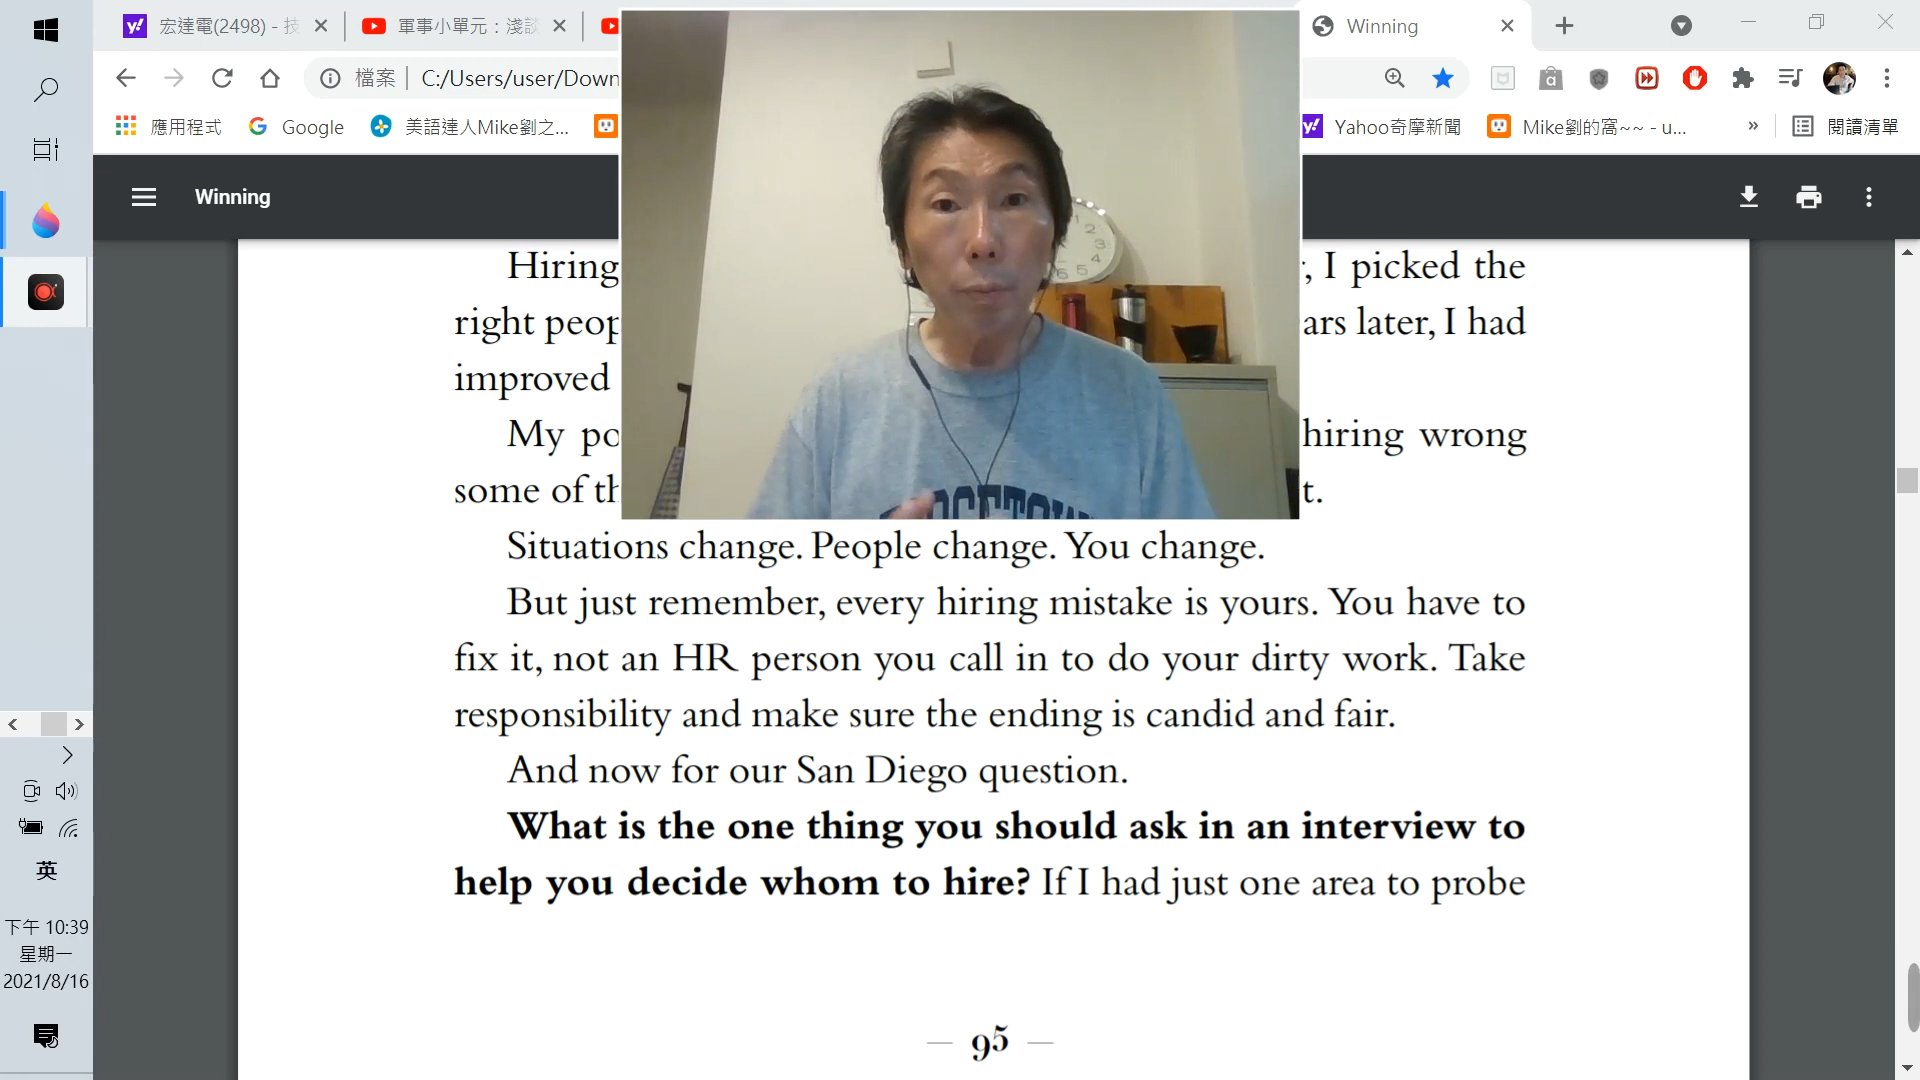 宏達電(2498) - 技
軍事小單元：淺談
Winning
檔案
C:/Users/user/Down
應用程式
Google
美語達人Mike劉之...
Yahoo奇摩新聞
Mike劉的窩~~ - u...
»
閱讀清單
Winning
Hiring
, I picked the
right peop
ars later, I had
improved
My po
hiring wrong
some of th
t.
Situations change. People change. You change.
But just remember, every hiring mistake is yours. You have to
fix it, not an HR person you call in to do your dirty work. Take
responsibility and make sure the ending is candid and fair.
And now for our San Diego question.
What is the one thing you should ask in an interview to
help you decide whom to hire? If I had just one area to probe
— 95 —
英
下午 10:39
星期一
2021/8/16